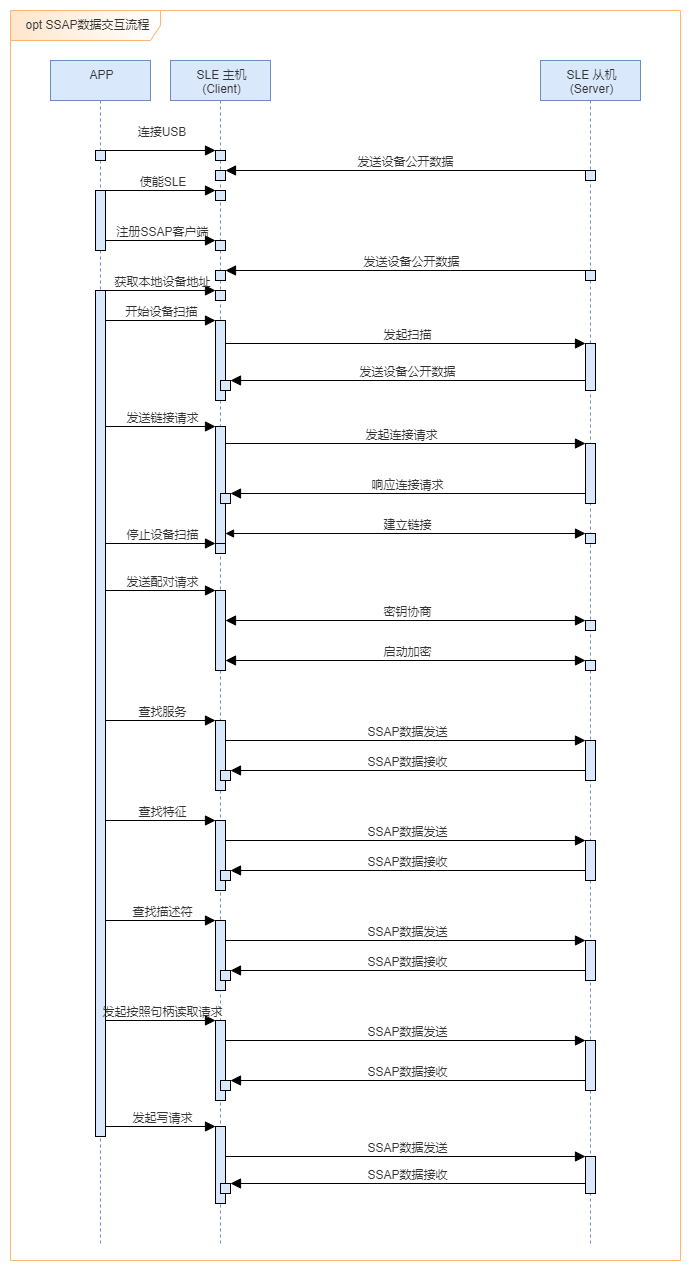 opt SSAP数据交互流程
APP
SLE 主机
(Client)
SLE 从机
(Server)
连接USB
发送设备公开数据
使能SLE
注册SSAP客户端
发送设备公开数据
获取本地设备地址
开始设备扫描
发起扫描
发送设备公开数据
发送链接请求
发起连接请求
响应连接请求
建立链接
停止设备扫描
发送配对请求
密钥协商
启动加密
查找服务
SSAP数据发送
SSAP数据接收
查找特征
SSAP数据发送
SSAP数据接收
查找描述符
SSAP数据发送
SSAP数据接收
发起按照句柄读取请求
SSAP数据发送
SSAP数据接收
发起写请求
SSAP数据发送
SSAP数据接收